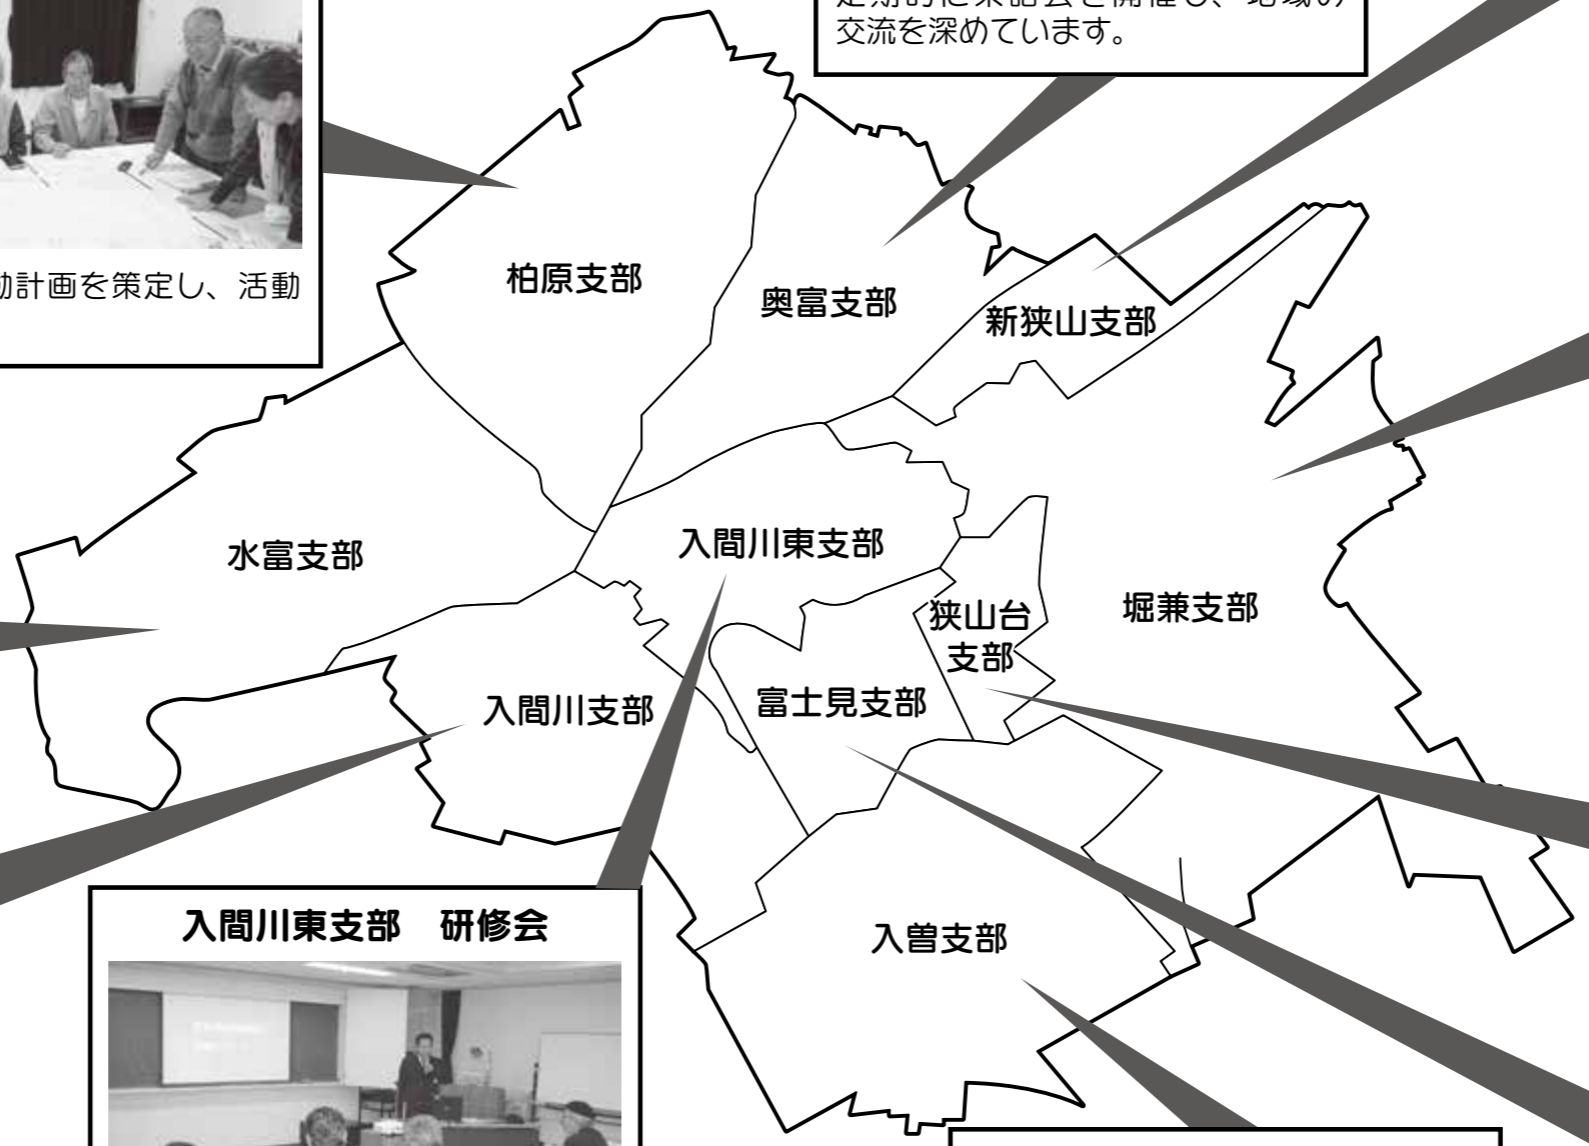 交流を深めています。
動計画を策定し、活動
柏原支部
奥富支部
新狭山支部
水富支部
入間川東支部
狭山台
支部
堀兼支部
入間川支部
富士見支部
入間川東支部 研修会
入曽支部